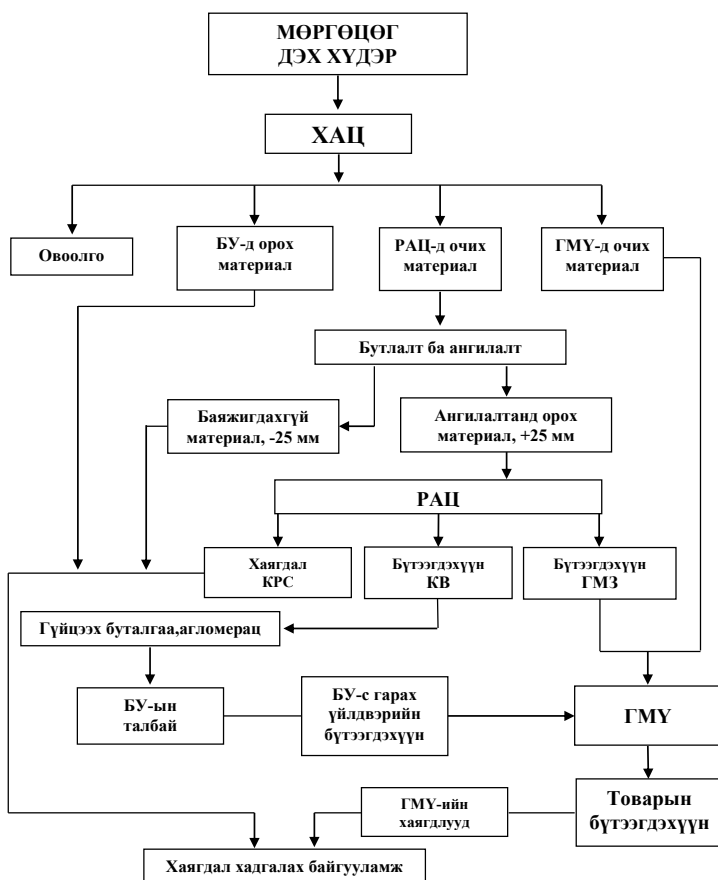 МӨРГӨЦӨГ
ДЭХ ХҮДЭР
ХАЦ
Овоолго
БУ-д орох
материал
РАЦ-д очих
материал
ГМҮ-д очих
материал
Бутлалт ба ангилалт
Баяжигдахгүй
материал, -25 мм
Ангилалтанд орох
материал, +25 мм
РАЦ
Хаягдал
КРС
Бүтээгдэхүүн
КВ
Бүтээгдэхүүн
ГМЗ
Гүйцээх буталгаа,агломерац
БУ-ын
талбай
БУ-с гарах
үйлдвэрийн
бүтээгдэхүүн
ГМҮ
ГМҮ-ийн
хаягдлууд
Товарын
бүтээгдэхүүн
Хаягдал хадгалах байгууламж